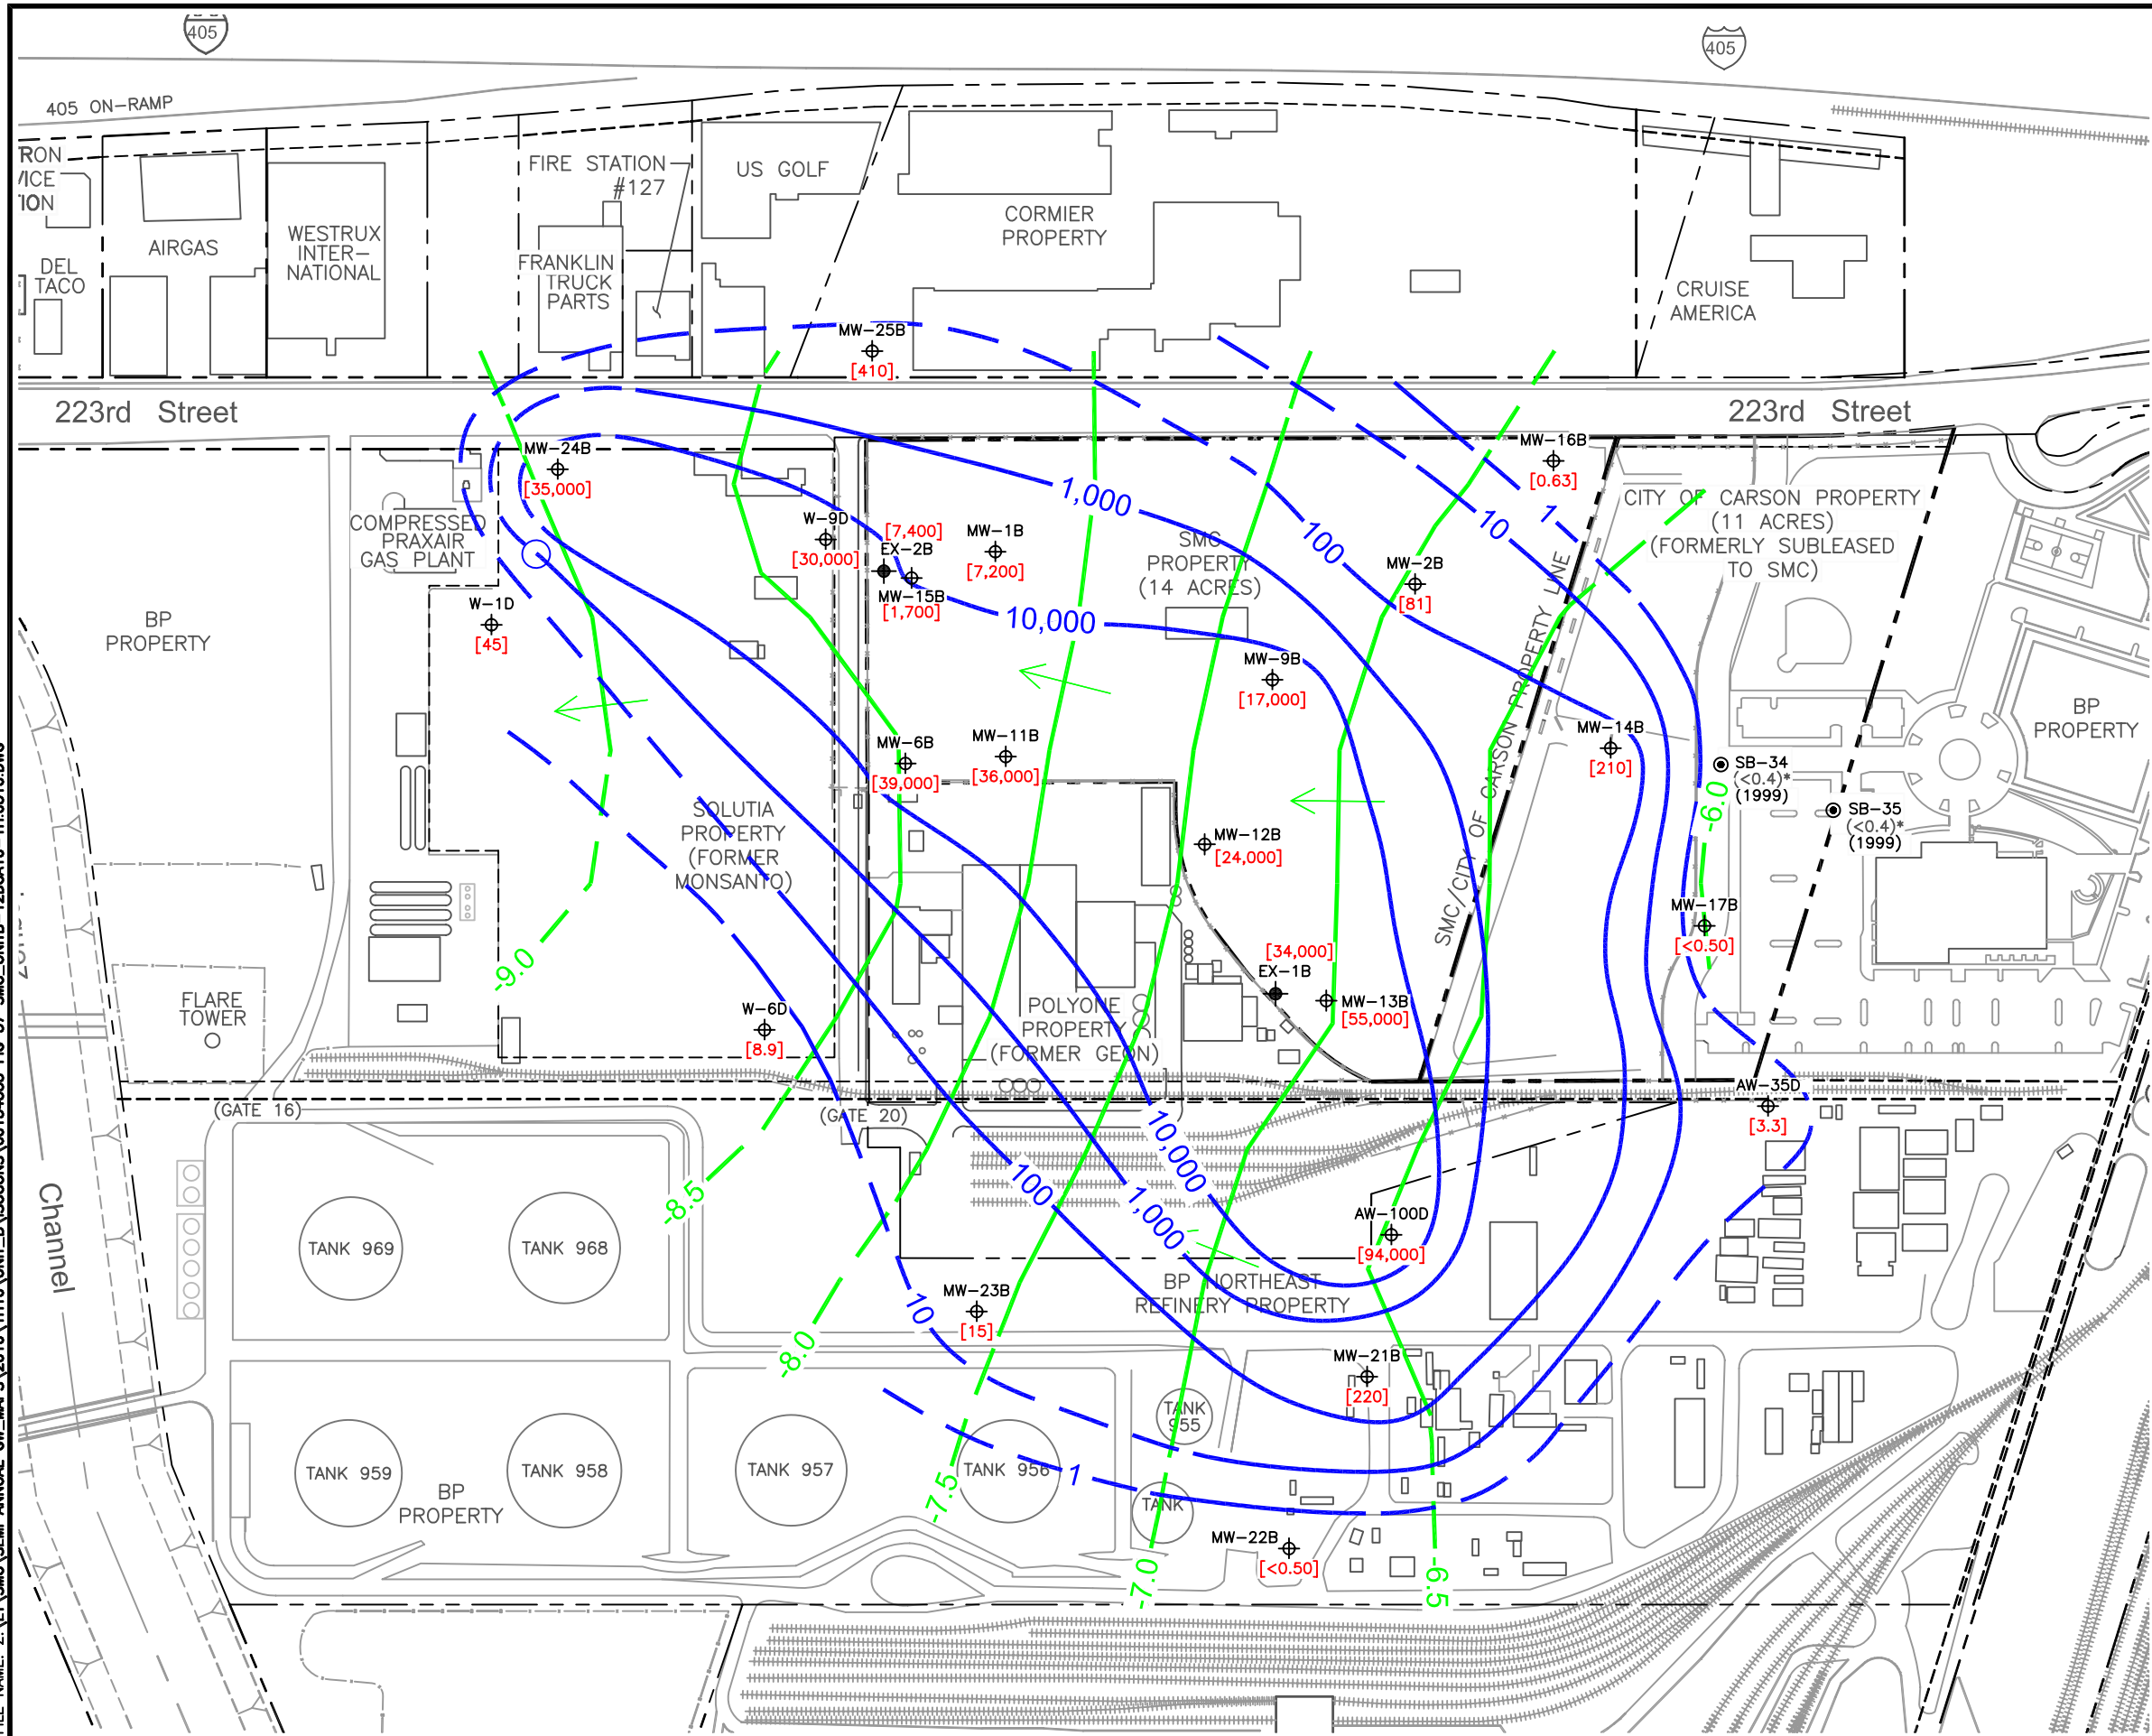 405
405
405 ON-RAMP
RON
VICE
ION
FIRE STATION
#127
US GOLF
CORMIER
PROPERTY
AIRGAS
WESTRUX
INTER-
NATIONAL
DEL
TACO
FRANKLIN
TRUCK
PARTS
CRUISE
AMERICA
MW-25B
[410]
223rd Street
223rd Street
MW-24B
[35,000]
MW-16B
[0.63]
1,000
100
10
1
CITY OF CARSON PROPERTY
(11 ACRES)
(FORMERLY SUBLEASED
TO SMC)
COMPRESSED
PRAXAIR
GAS PLANT
W-9D
[30,000]
[7,400]
EX-2B
MW-1B
[7,200]
MW-15B
[1,700]
SMC
PROPERTY
(14 ACRES)
MW-2B
[81]
W-1D
[45]
BP
PROPERTY
10,000
MW-9B
[17,000]
SMC/CITY OF CARSON PROPERTY LINE
BP
PROPERTY
MW-6B
[39,000]
MW-11B
[36,000]
MW-14B
[210]
SB-34
(<0.4)*
(1999)
SB-35
(<0.4)*
(1999)
-6.0
SOLUTIA
PROPERTY
(FORMER
MONSANTO)
MW-12B
[24,000]
MW-17B
[<0.50]
-9.0
[34,000]
EX-1B
MW-13B
[55,000]
FLARE
TOWER
W-6D
[8.9]
POLYONE
PROPERTY
(FORMER GEON)
(GATE 16)
(GATE 20)
AW-35D
[3.3]
10,000
1,000
100
-8.5
Channel
AW-100D
[94,000]
TANK 969
TANK 968
BP NORTHEAST
REFINERY PROPERTY
10
MW-23B
[15]
-8.0
MW-21B
[220]
TANK
955
TANK 959
TANK 958
TANK 957
TANK 956
1
BP
PROPERTY
-7.5
TANK
MW-22B
[<0.50]
-7.0
-6.5